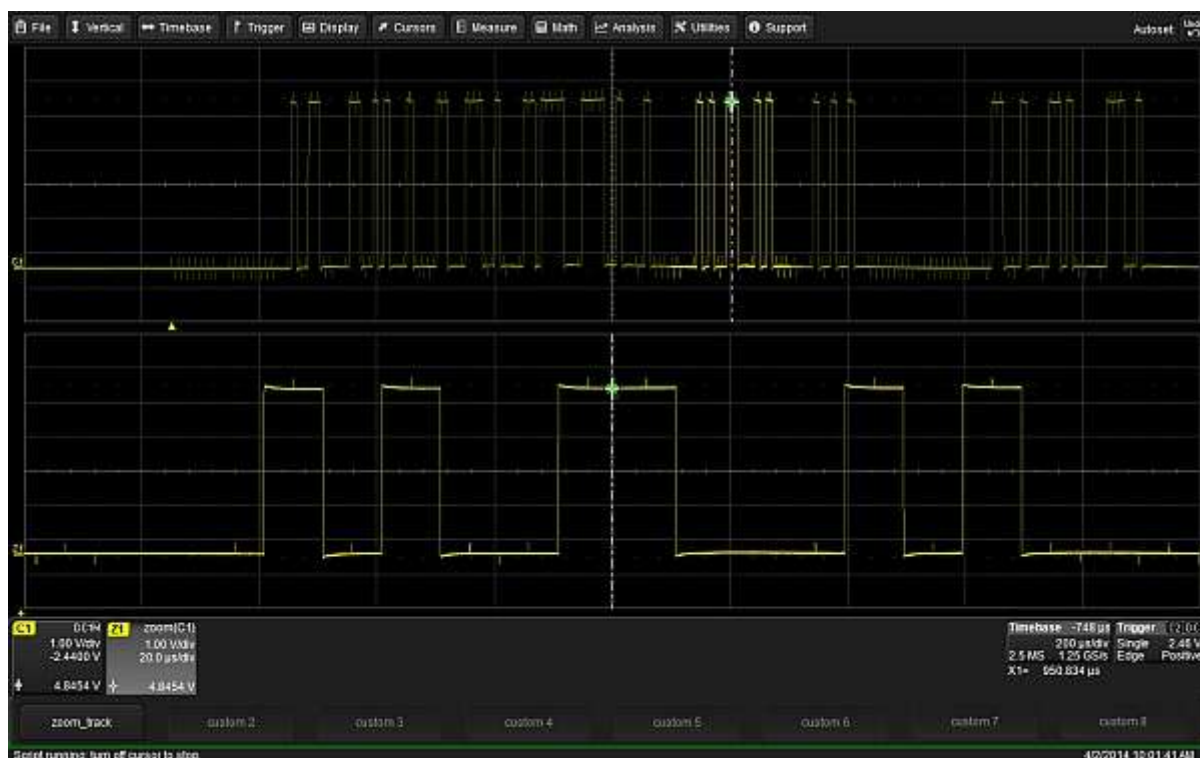 File Vertical Timebase Trigger Display Cursors Measure Math Analysis Utilities Support Autoset
C1 Z1 zoom(C1)
1.00 V/div 1.00 V/div
-2.4400 V 20.0 µs/div
4.8454 V 4.8454 V
Timebase -748 µs Trigger
200 µs/div Single 2.46 V
2.5 MS 1.25 GS/s Edge Positive
X1= 950.834 µs
zoom_track custom 2 custom 3 custom 4 custom 5 custom 6 custom 7 custom 8
Script running: turn off cursor to stop. 4/2/2014 10:01:41 AM